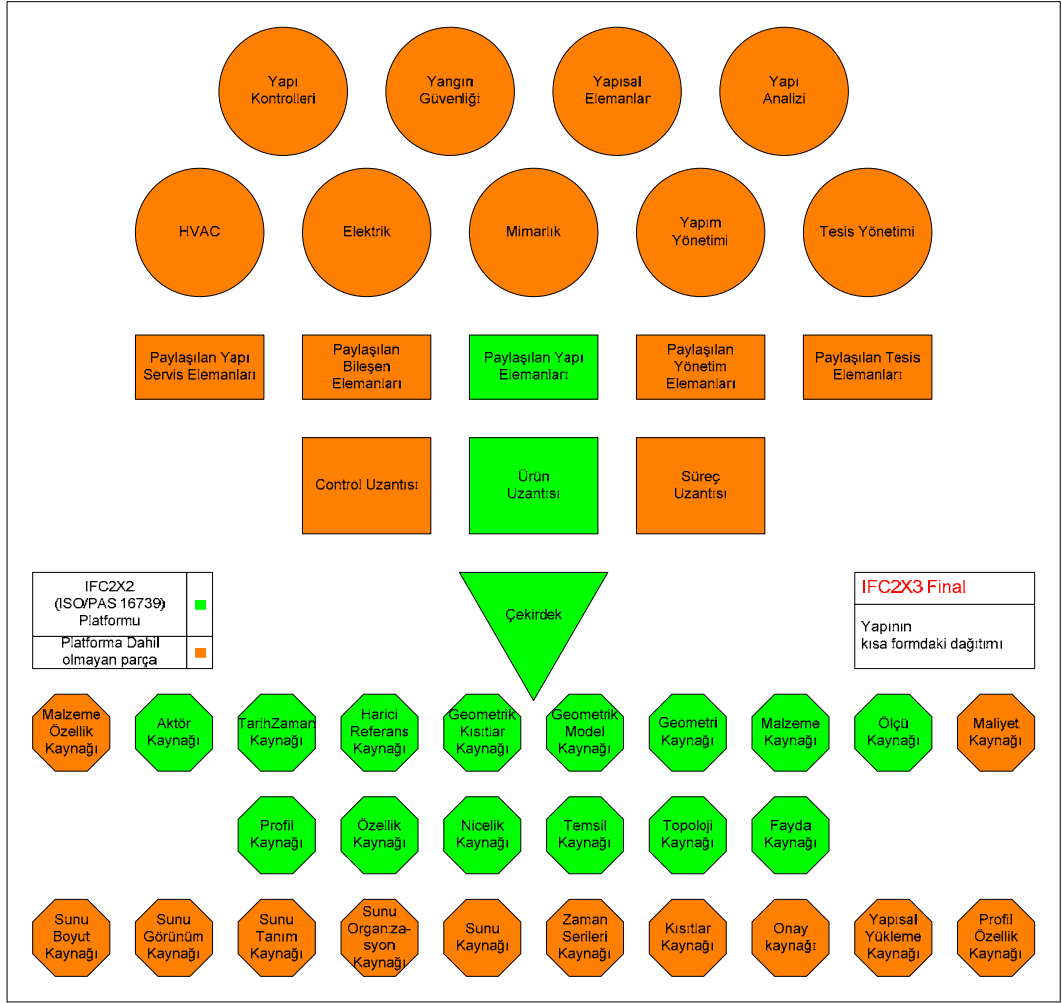 Yapı
Kontrolleri
Yangın
Güvenliği
Yapısal
Elemanlar
Yapı
Analizi
HVAC
Elektrik
Mimarlık
Yapım
Yönetimi
Tesis Yönetimi
Paylaşılan Yapı
Servis Elemanları
Paylaşılan
Bileşen
Elemanları
Paylaşılan Yapı
Elemanları
Paylaşılan
Yönetim
Elemanları
Paylaşılan Tesis
Elemanları
Control Uzantısı
Ürün
Uzantısı
Süreç
Uzantısı
IFC2X2
(ISO/PAS 16739)
Platformu
Platforma Dahil
olmayan parça
Çekirdek
IFC2X3 Final
Yapının
kısa formdaki dağıtımı
Malzeme
Özellik
Kaynağı
Aktör
Kaynağı
TarihZaman
Kaynağı
Harici
Referans
Kaynağı
Geometrik
Kısıtlar
Kaynağı
Geometrik
Model
Kaynağı
Geometri
Kaynağı
Malzeme
Kaynağı
Ölçü
Kaynağı
Maliyet
Kaynağı
Profil
Kaynağı
Özellik
Kaynağı
Nicelik
Kaynağı
Temsil
Kaynağı
Topoloji
Kaynağı
Fayda
Kaynağı
Sunu
Boyut
Kaynağı
Sunu
Görünüm
Kaynağı
Sunu
Tanım
Kaynağı
Sunu
Organiza-
syon
Kaynağı
Sunu
Kaynağı
Zaman
Serileri
Kaynağı
Kısıtlar
Kaynağı
Onay
kaynağı
Yapısal
Yükleme
Kaynağı
Profil
Özellik
Kaynağı